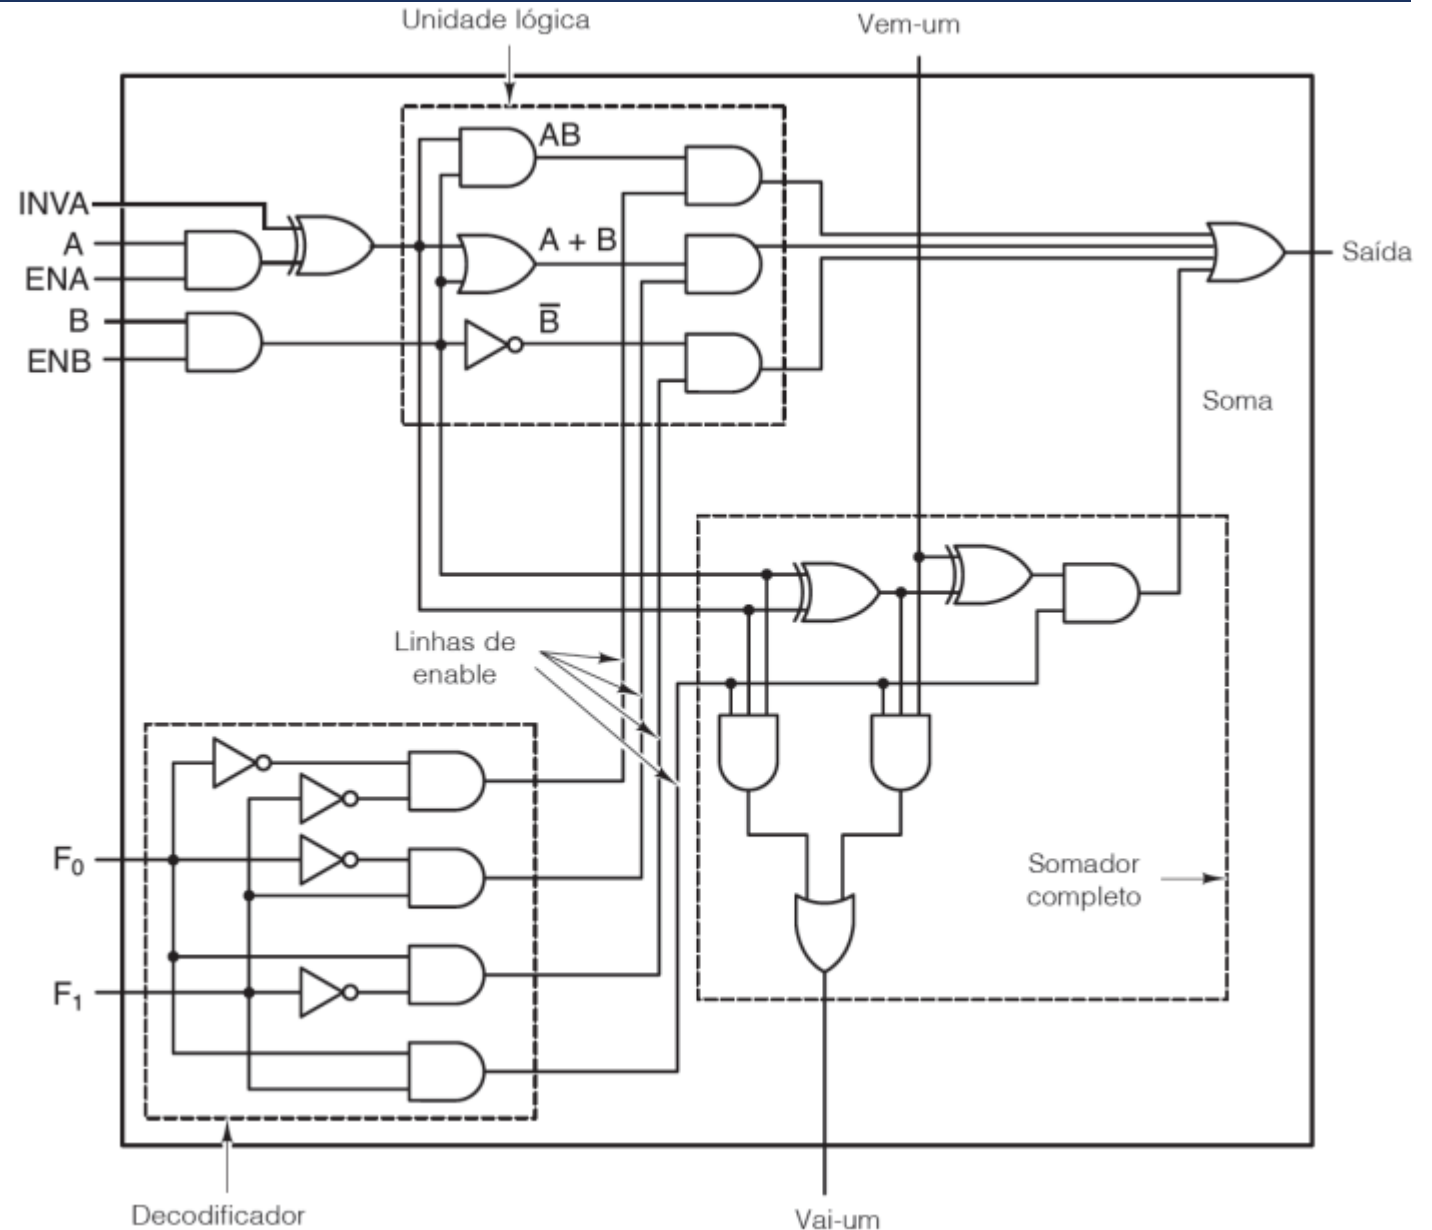 Unidade lógica
Vem-um
AB
INVA
A
ENA
A + B
Saída
B
ENB
B̅
Soma
Linhas de
enable
F₀
Somador
completo
F₁
Decodificador
Vai-um